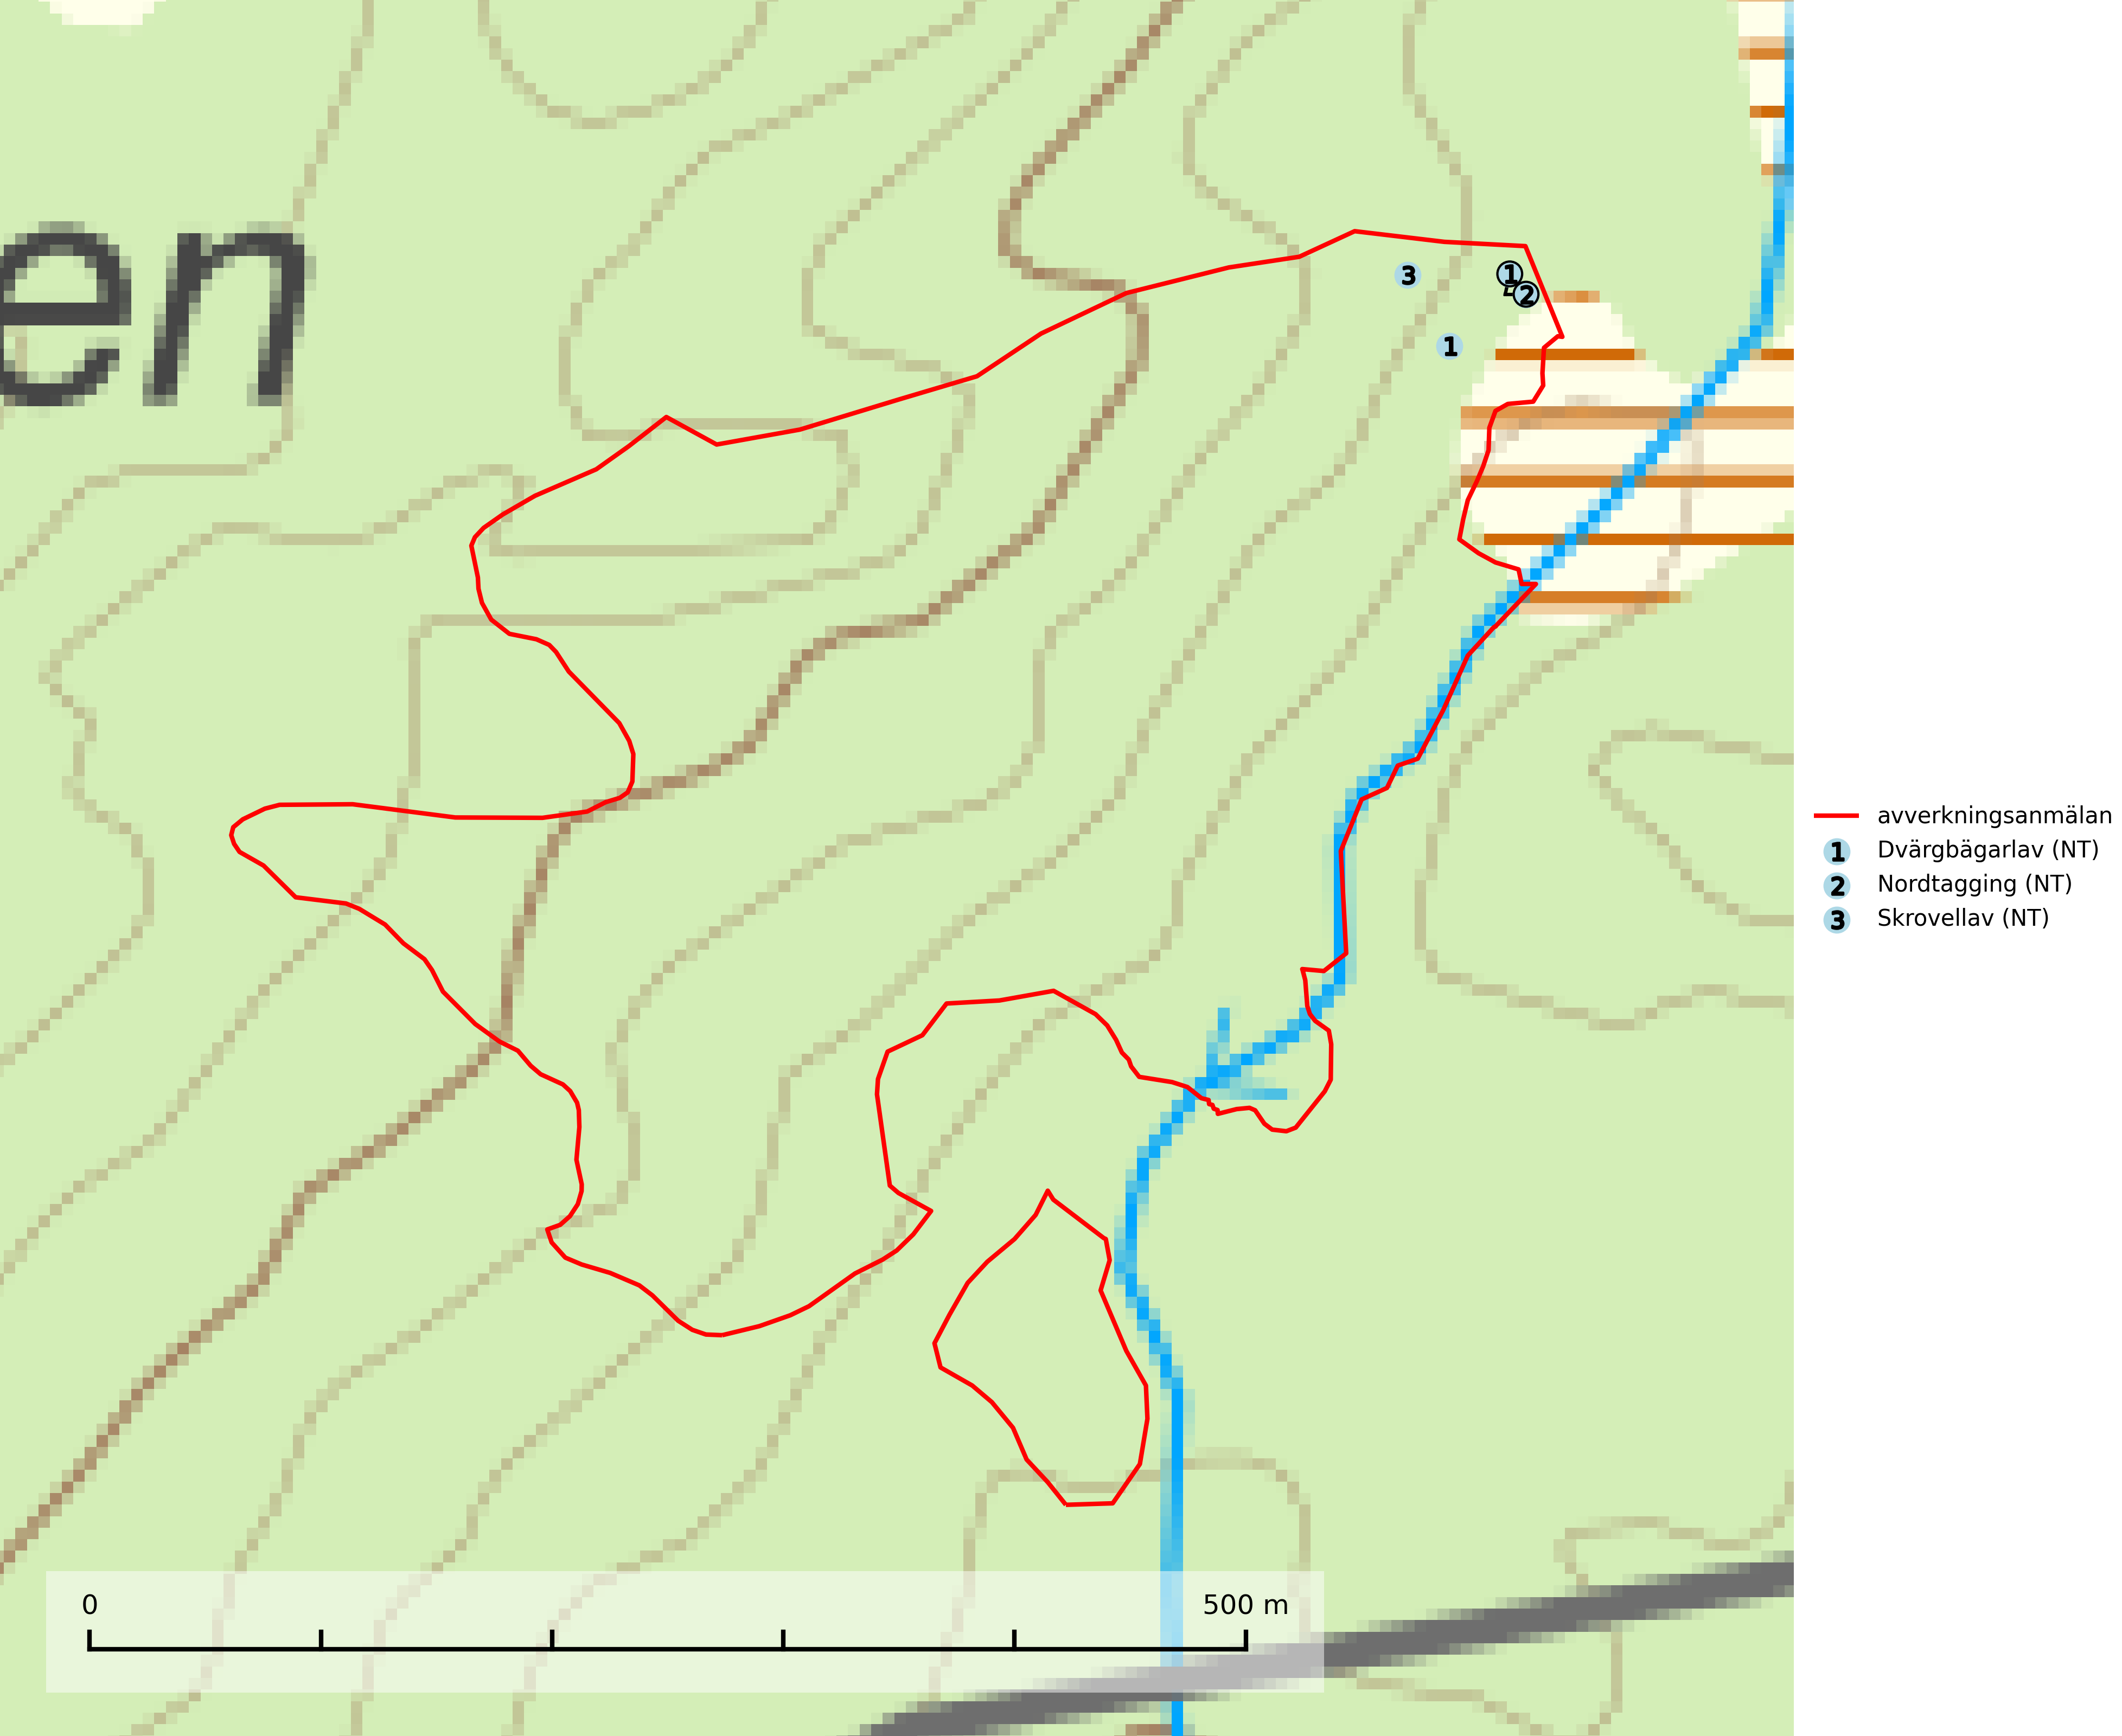 en
3
1
2
1
avverkningsanmälan
1 Dvärgbägarlav (NT)
2 Nordtagging (NT)
3 Skrovellav (NT)
0 500 m